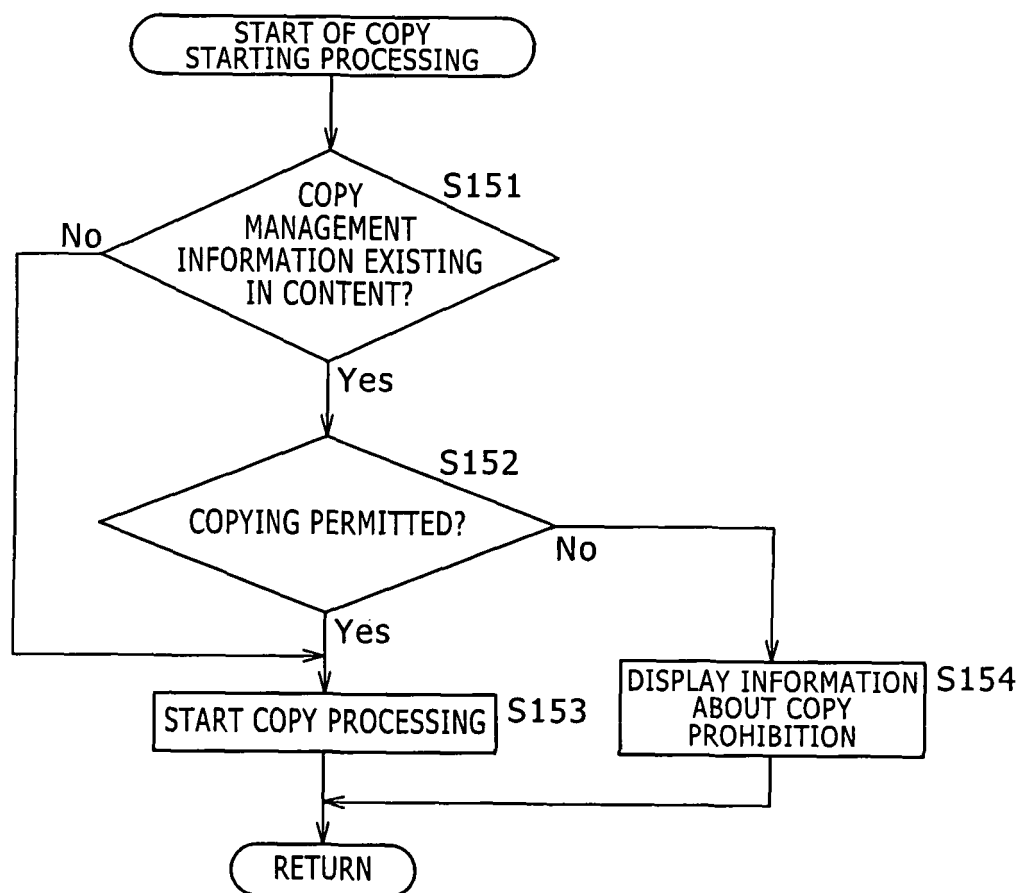 START OF COPY
STARTING PROCESSING
S151
COPY
MANAGEMENT
INFORMATION EXISTING
IN CONTENT?
No
Yes
S152
COPYING PERMITTED?
No
Yes
START COPY PROCESSING
S153
DISPLAY INFORMATION
ABOUT COPY
PROHIBITION
S154
RETURN